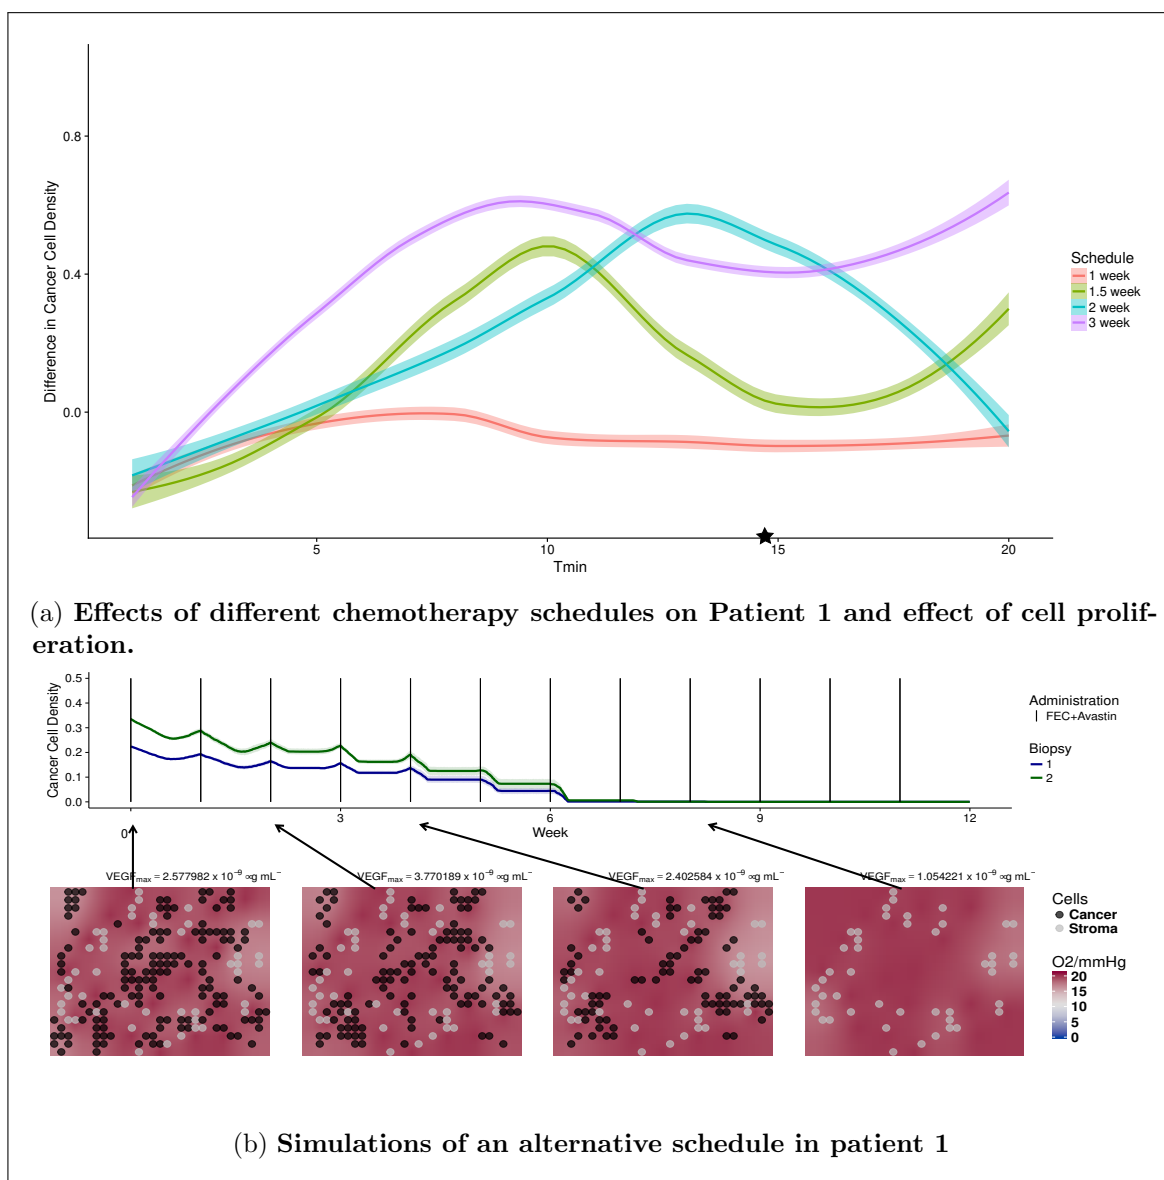 0.8
0.4
0.0
Difference in Cancer Cell Density
5
10
15
20
Tmin
Schedule
1 week
1.5 week
2 week
3 week
(a) Effects of different chemotherapy schedules on Patient 1 and effect of cell prolif-
eration.
Cancer Cell Density
0.5
0.4
0.3
0.2
0.1
0.0
0
3
6
9
12
Week
Administration
FEC+Avastin
Biopsy
1
2
VEGFmax = 2.577982 x 10⁻⁹ ∝g mL⁻
VEGFmax = 3.770189 x 10⁻⁹ ∝g mL⁻
VEGFmax = 2.402584 x 10⁻⁹ ∝g mL⁻
VEGFmax = 1.054221 x 10⁻⁹ ∝g mL⁻
Cells
Cancer
Stroma
O2/mmHg
20
15
10
5
0
(b) Simulations of an alternative schedule in patient 1